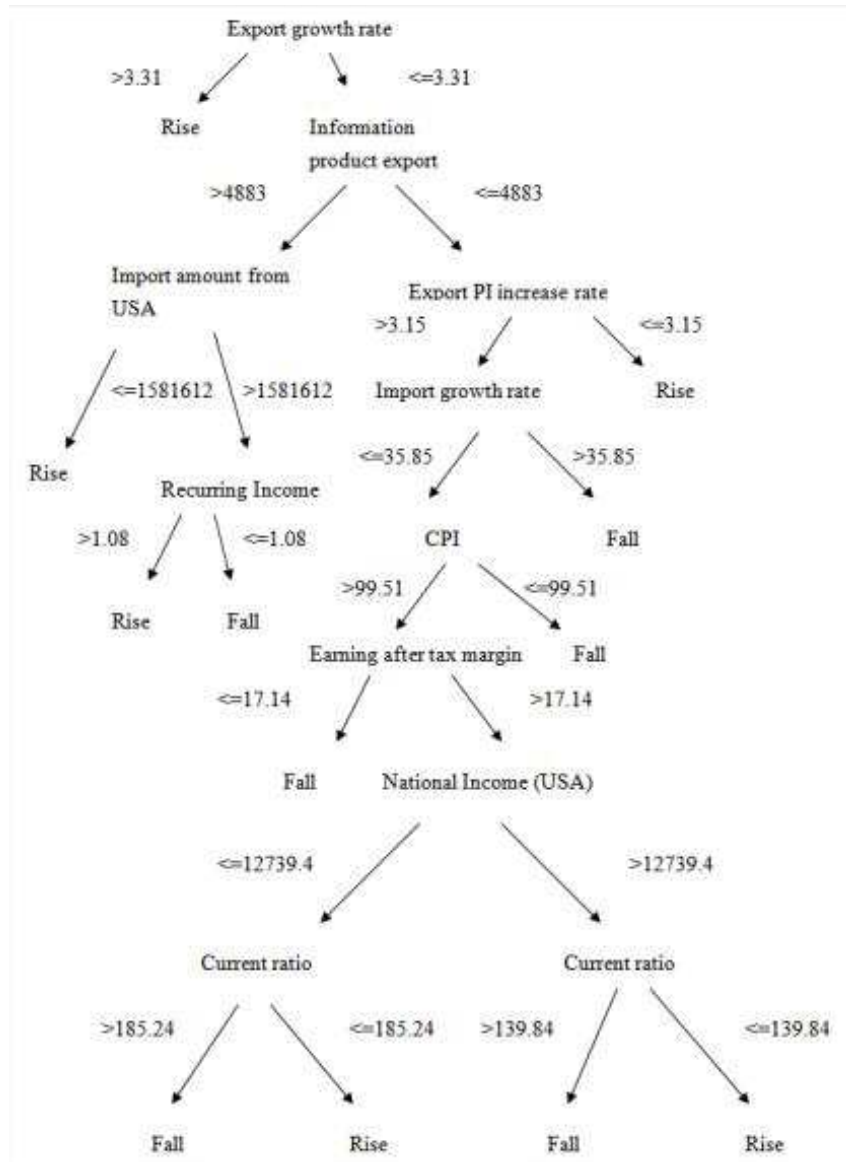 Export growth rate
>3.31
<=3.31
Rise
Information
product export
>4883
<=4883
Import amount from
USA
Export PI increase rate
>3.15
<=3.15
<=1581612
>1581612
Import growth rate
Rise
Rise
<=35.85
>35.85
Recurring Income
>1.08
<=1.08
CPI
Fall
>99.51
<=99.51
Rise
Fall
Earning after tax margin
Fall
<=17.14
>17.14
Fall
National Income (USA)
<=12739.4
>12739.4
Current ratio
Current ratio
>185.24
<=185.24
>139.84
<=139.84
Fall
Rise
Fall
Rise